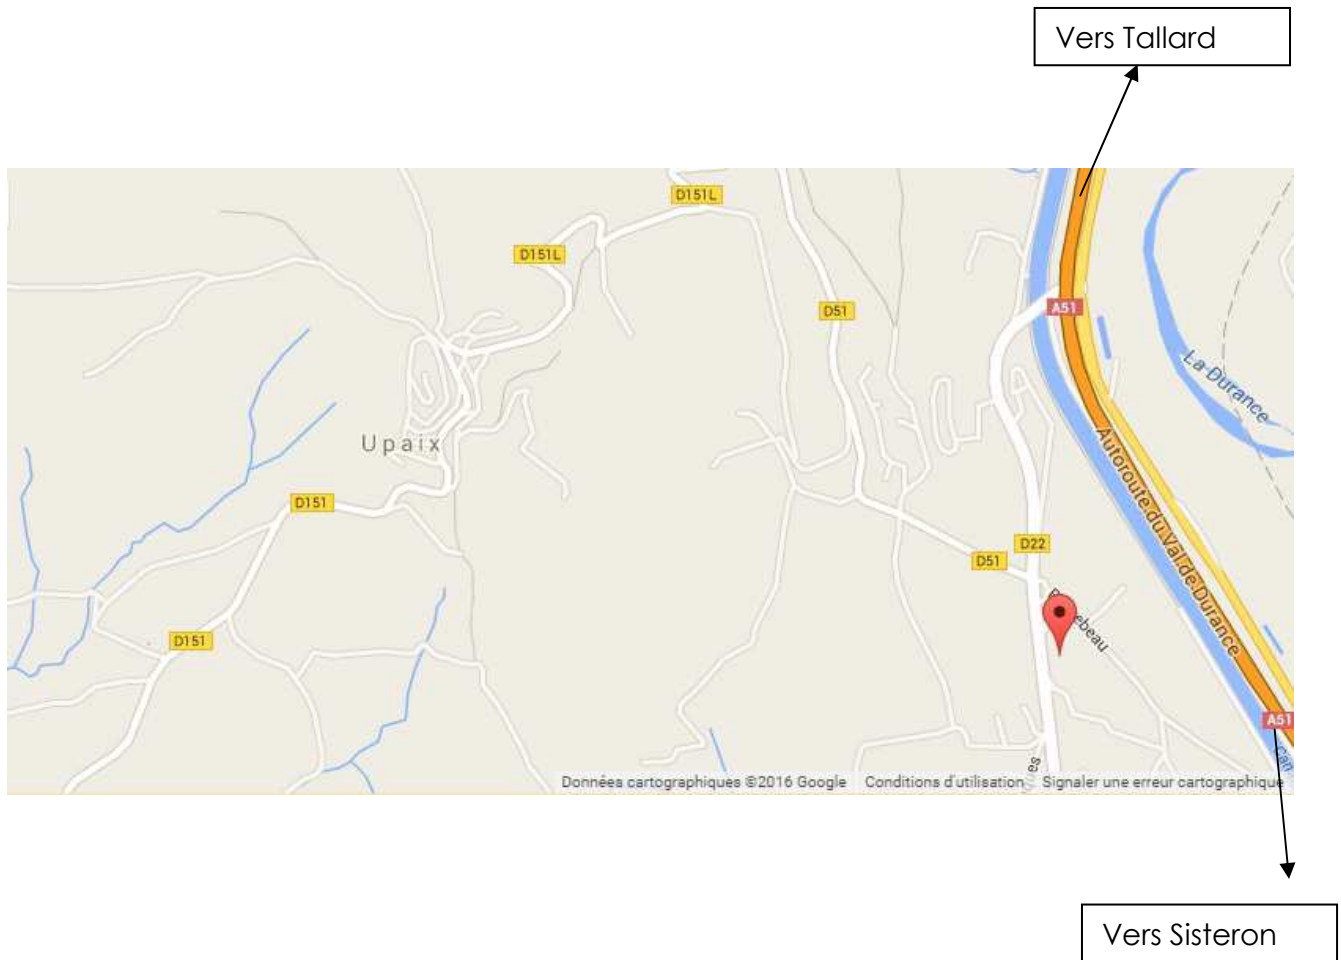 Vers Tallard
D151L
D151L
D51
A51
La Durance
Upaix
Autoroute du Val de Durance
D151
D22
D51
D151
A51
Données cartographiques ©2016 Google Conditions d'utilisation Signaler une erreur cartographique
Vers Sisteron